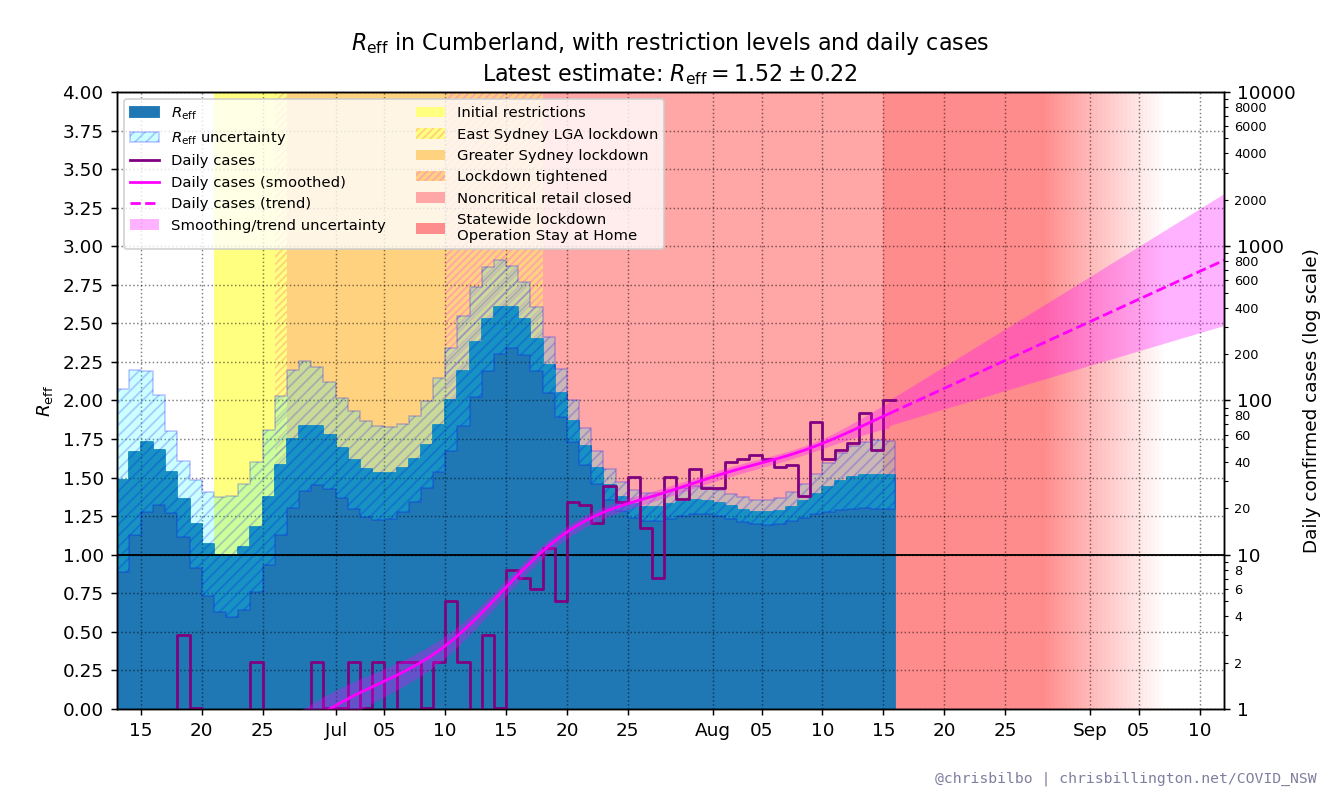 Reff in Cumberland, with restriction levels and daily cases
Latest estimate: Reff = 1.52 ± 0.22
Reff
Reff uncertainty
Daily cases
Daily cases (smoothed)
Daily cases (trend)
Smoothing/trend uncertainty
Initial restrictions
East Sydney LGA lockdown
Greater Sydney lockdown
Lockdown tightened
Noncritical retail closed
Statewide lockdown
Operation Stay at Home
4.00
3.75
3.50
3.25
3.00
2.75
2.50
2.25
2.00
1.75
1.50
1.25
1.00
0.75
0.50
0.25
0.00
Reff
10000
8000
6000
4000
2000
1000
800
600
400
200
100
80
60
40
20
10
8
6
4
2
1
Daily confirmed cases (log scale)
15 20 25 Jul 05 10 15 20 25 Aug 05 10 15 20 25 Sep 05 10
@chrisbilbo | chrisbillington.net/COVID_NSW